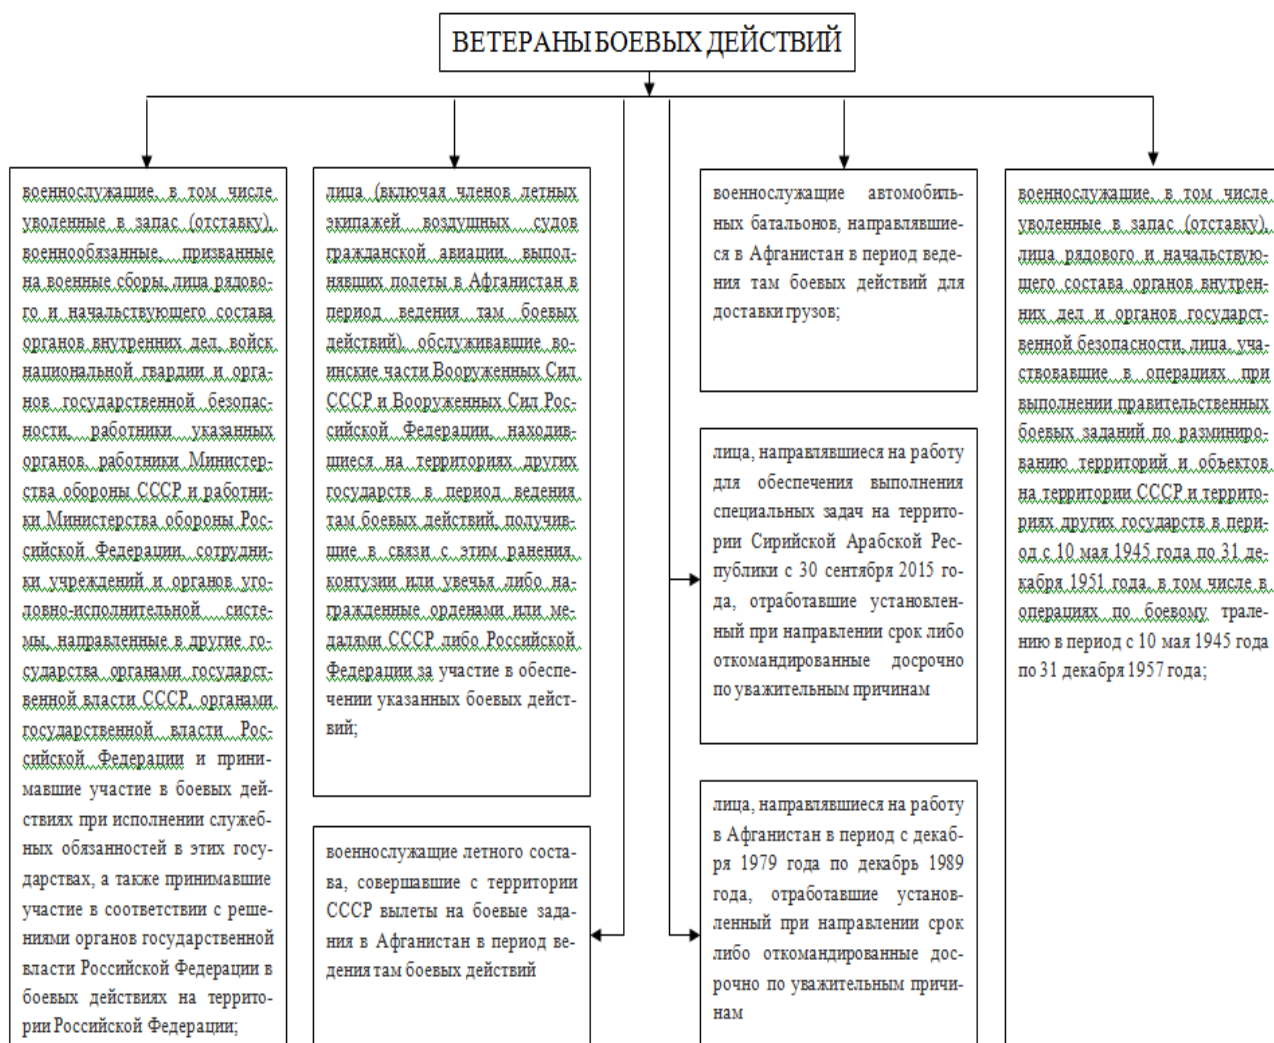 ВЕТЕРАНЫ БОЕВЫХ ДЕЙСТВИЙ
военнослужащие, в том числе
уволенные в запас (отставку),
военнообязанные, призванные
на военные сборы, лица рядово-
го и начальствующего состава
органов внутренних дел, войск
национальной гвардии и орга-
нов государственной безопас-
ности, работники указанных
органов, работники Министер-
ства обороны СССР и работни-
ки Министерства обороны Рос-
сийской Федерации, сотрудни-
ки учреждений и органов уго-
ловно-исполнительной систе-
мы, направленные в другие го-
сударства органами государст-
венной власти СССР, органами
государственной власти Рос-
сийской Федерации и прини-
мавшие участие в боевых дей-
ствиях при исполнении служеб-
ных обязанностей в этих госу-
дарствах, а также принимавшие
участие в соответствии с реше-
ниями органов государственной
власти Российской Федерации в
боевых действиях на террито-
рии Российской Федерации;
лица (включая членов летных
экипажей воздушных судов
гражданской авиации, выпол-
нявших полеты в Афганистан в
период ведения там боевых
действий), обслуживавшие во-
инские части Вооруженных Сил
СССР и Вооруженных Сил Рос-
сийской Федерации, находив-
шиеся на территориях других
государств в период ведения
там боевых действий, получив-
шие в связи с этим ранения,
контузии или увечья либо на-
гражденные орденами или ме-
далями СССР либо Российской
Федерации за участие в обеспе-
чении указанных боевых дейст-
вий;
военнослужащие летного соста-
ва, совершавшие с территории
СССР вылеты на боевые зада-
ния в Афганистан в период ве-
дения там боевых действий
военнослужащие автомобиль-
ных батальонов, направлявшие-
ся в Афганистан в период веде-
ния там боевых действий для
доставки грузов;
лица, направлявшиеся на работу
для обеспечения выполнения
специальных задач на террито-
рии Сирийской Арабской Рес-
публики с 30 сентября 2015 го-
да, отработавшие установлен-
ный при направлении срок либо
откомандированные досрочно
по уважительным причинам
лица, направлявшиеся на работу
в Афганистан в период с декаб-
ря 1979 года по декабрь 1989
года, отработавшие установ-
ленный при направлении срок
либо откомандированные дос-
рочно по уважительным причи-
нам
военнослужащие, в том числе
уволенные в запас (отставку),
лица рядового и начальствую-
щего состава органов внутрен-
них дел и органов государст-
венной безопасности, лица, уча-
ствовавшие в операциях при
выполнении правительственных
боевых заданий по разминиро-
ванию территорий и объектов
на территории СССР и террито-
риях других государств в пери-
од с 10 мая 1945 года по 31 де-
кабря 1951 года, в том числе в
операциях по боевому трале-
нию в период с 10 мая 1945 года
по 31 декабря 1957 года;